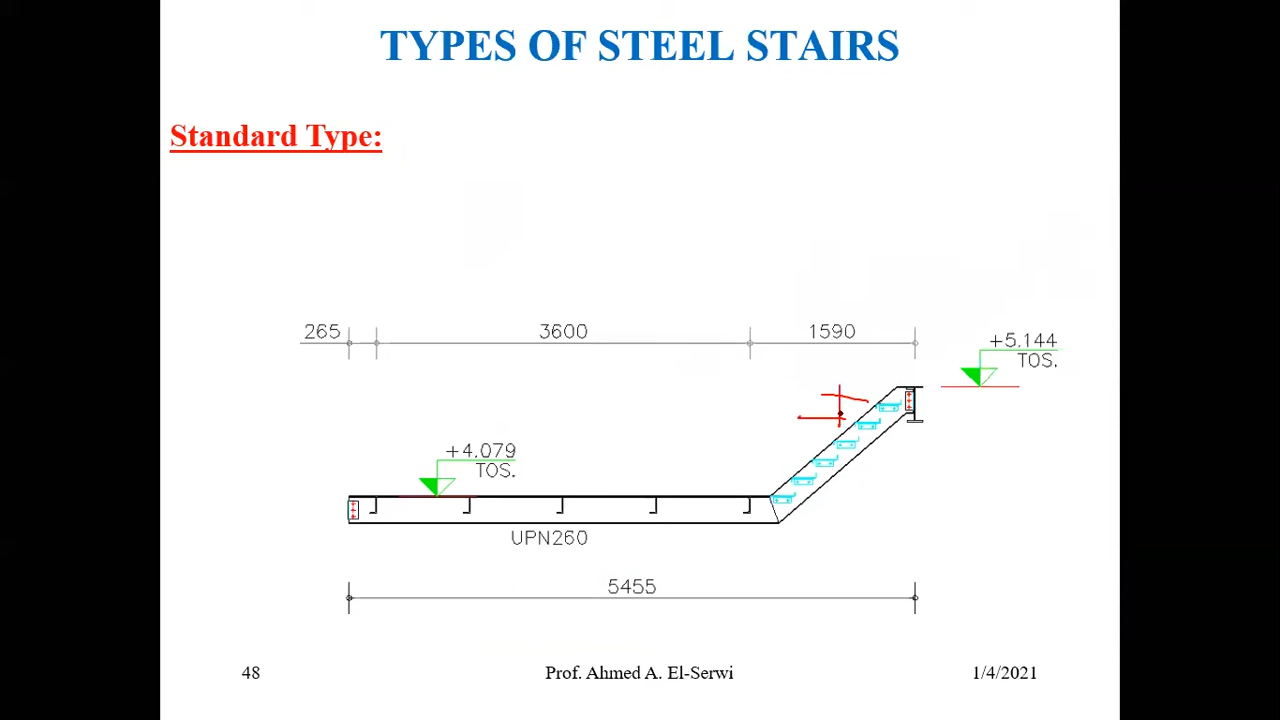 TYPES OF STEEL STAIRS
Standard Type:
265
3600
1590
+5.144
TOS.
+4.079
TOS.
UPN260
5455
48
Prof. Ahmed A. El-Serwi
1/4/2021